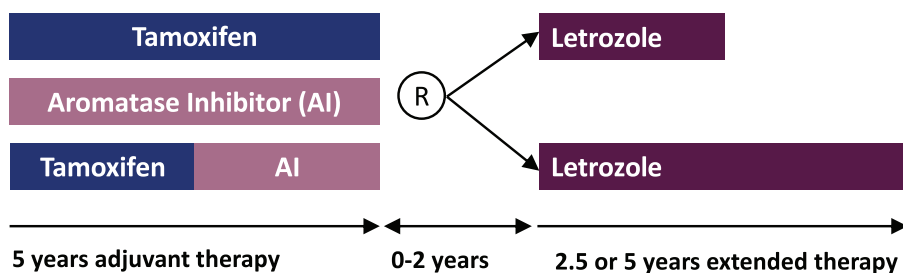 Tamoxifen
Letrozole
Aromatase Inhibitor (AI)
R
Tamoxifen AI
Letrozole
5 years adjuvant therapy
0-2 years
2.5 or 5 years extended therapy